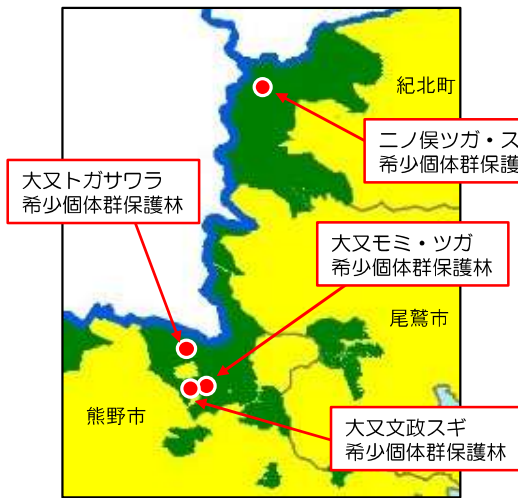 紀北町
二ノ俣ツガ・ス
希少個体群保護
大又トガサワラ
希少個体群保護林
大又モミ・ツガ
希少個体群保護林
尾鷲市
熊野市
大又文政スギ
希少個体群保護林